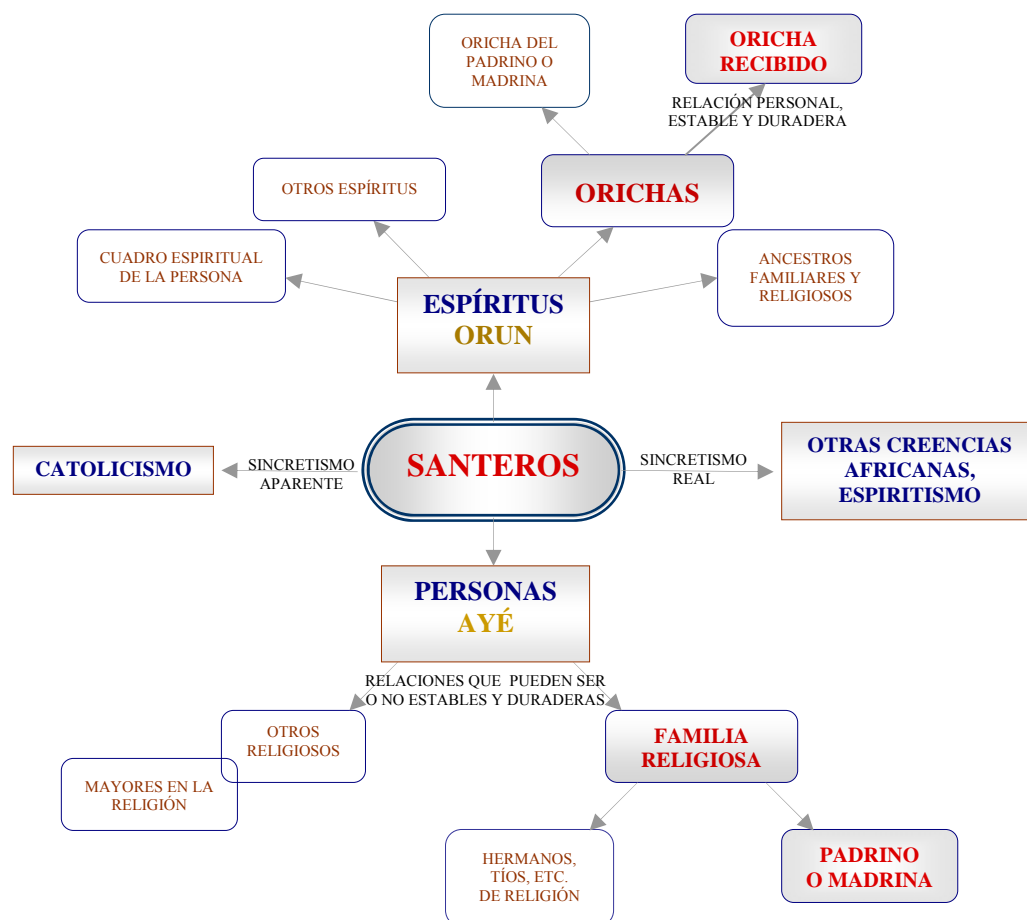 ORICHA DEL
PADRINO O
MADRINA
ORICHA
RECIBIDO
RELACIÓN PERSONAL,
ESTABLE Y DURADERA
OTROS ESPÍRITUS
ORICHAS
CUADRO ESPIRITUAL
DE LA PERSONA
ANCESTROS
FAMILIARES Y
RELIGIOSOS
ESPÍRITUS
ORUN
CATOLICISMO
SINCRETISMO
APARENTE
SANTEROS
SINCRETISMO
REAL
OTRAS CREENCIAS
AFRICANAS,
ESPIRITISMO
PERSONAS
AYÉ
RELACIONES QUE PUEDEN SER
O NO ESTABLES Y DURADERAS
OTROS
RELIGIOSOS
MAYORES EN LA
RELIGIÓN
FAMILIA
RELIGIOSA
HERMANOS,
TÍOS, ETC.
DE RELIGIÓN
PADRINO
O MADRINA